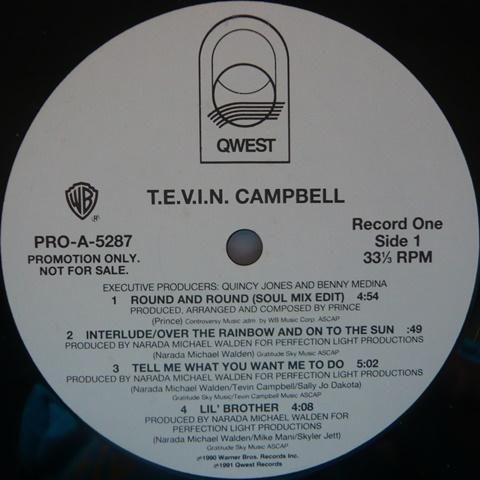 QWEST
T.E.V.I.N. CAMPBELL
WB
®
PRO-A-5287
PROMOTION ONLY.
NOT FOR SALE.
Record One
Side 1
33⅓ RPM
EXECUTIVE PRODUCERS: QUINCY JONES AND BENNY MEDINA
1 ROUND AND ROUND (SOUL MIX EDIT) 4:54
PRODUCED, ARRANGED AND COMPOSED BY PRINCE
(Prince) Controversy Music adm. by WB Music Corp. ASCAP
2 INTERLUDE/OVER THE RAINBOW AND ON TO THE SUN :49
PRODUCED BY NARADA MICHAEL WALDEN FOR PERFECTION LIGHT PRODUCTIONS
(Narada Michael Walden) Gratitude Sky Music ASCAP
3 TELL ME WHAT YOU WANT ME TO DO 5:02
PRODUCED BY NARADA MICHAEL WALDEN FOR PERFECTION LIGHT PRODUCTIONS
(Narada Michael Walden/Tevin Campbell/Sally Jo Dakota)
Gratitude Sky Music/Tevin Campbell Music ASCAP
4 LIL' BROTHER 4:08
PRODUCED BY NARADA MICHAEL WALDEN FOR
PERFECTION LIGHT PRODUCTIONS
(Narada Michael Walden/Mike Mani/Skyler Jett)
Gratitude Sky Music ASCAP
℗1990 Warner Bros. Records Inc.
℗1991 Qwest Records